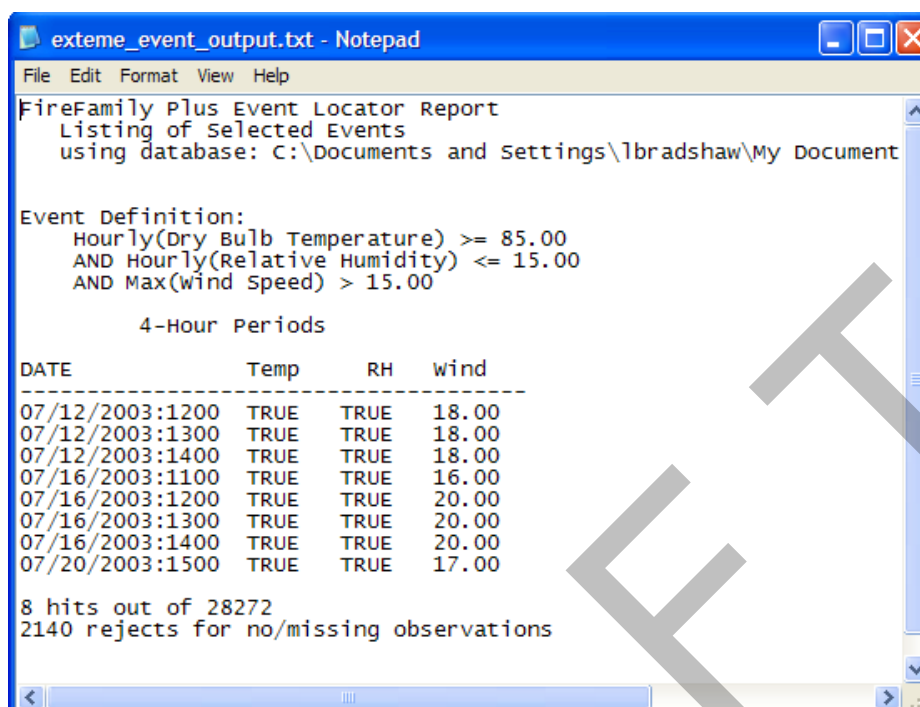 exteme_event_output.txt - Notepad
File Edit Format View Help
FireFamily Plus Event Locator Report
Listing of Selected Events
using database: C:\Documents and Settings\lbradshaw\My Document
Event Definition:
Hourly(Dry Bulb Temperature) >= 85.00
AND Hourly(Relative Humidity) <= 15.00
AND Max(Wind Speed) > 15.00
4-Hour Periods
DATE Temp RH Wind
---------------------------------------
07/12/2003:1200 TRUE TRUE 18.00
07/12/2003:1300 TRUE TRUE 18.00
07/12/2003:1400 TRUE TRUE 18.00
07/16/2003:1100 TRUE TRUE 16.00
07/16/2003:1200 TRUE TRUE 20.00
07/16/2003:1300 TRUE TRUE 20.00
07/16/2003:1400 TRUE TRUE 20.00
07/20/2003:1500 TRUE TRUE 17.00
8 hits out of 28272
2140 rejects for no/missing observations